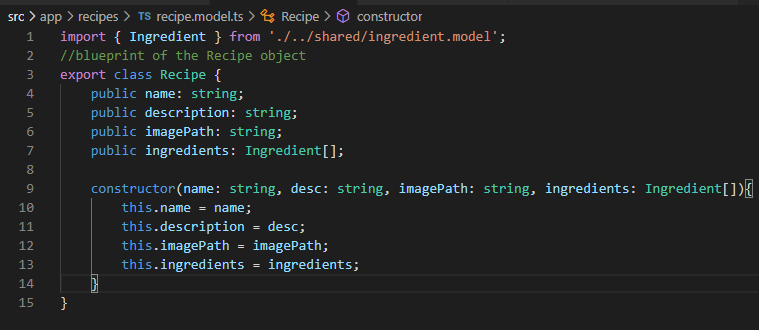 src > app > recipes > TS recipe.model.ts > Recipe > constructor
1 import { Ingredient } from './../shared/ingredient.model';
2 //blueprint of the Recipe object
3 export class Recipe {
4     public name: string;
5     public description: string;
6     public imagePath: string;
7     public ingredients: Ingredient[];
8
9     constructor(name: string, desc: string, imagePath: string, ingredients: Ingredient[]){
10         this.name = name;
11         this.description = desc;
12         this.imagePath = imagePath;
13         this.ingredients = ingredients;
14     }
15 }